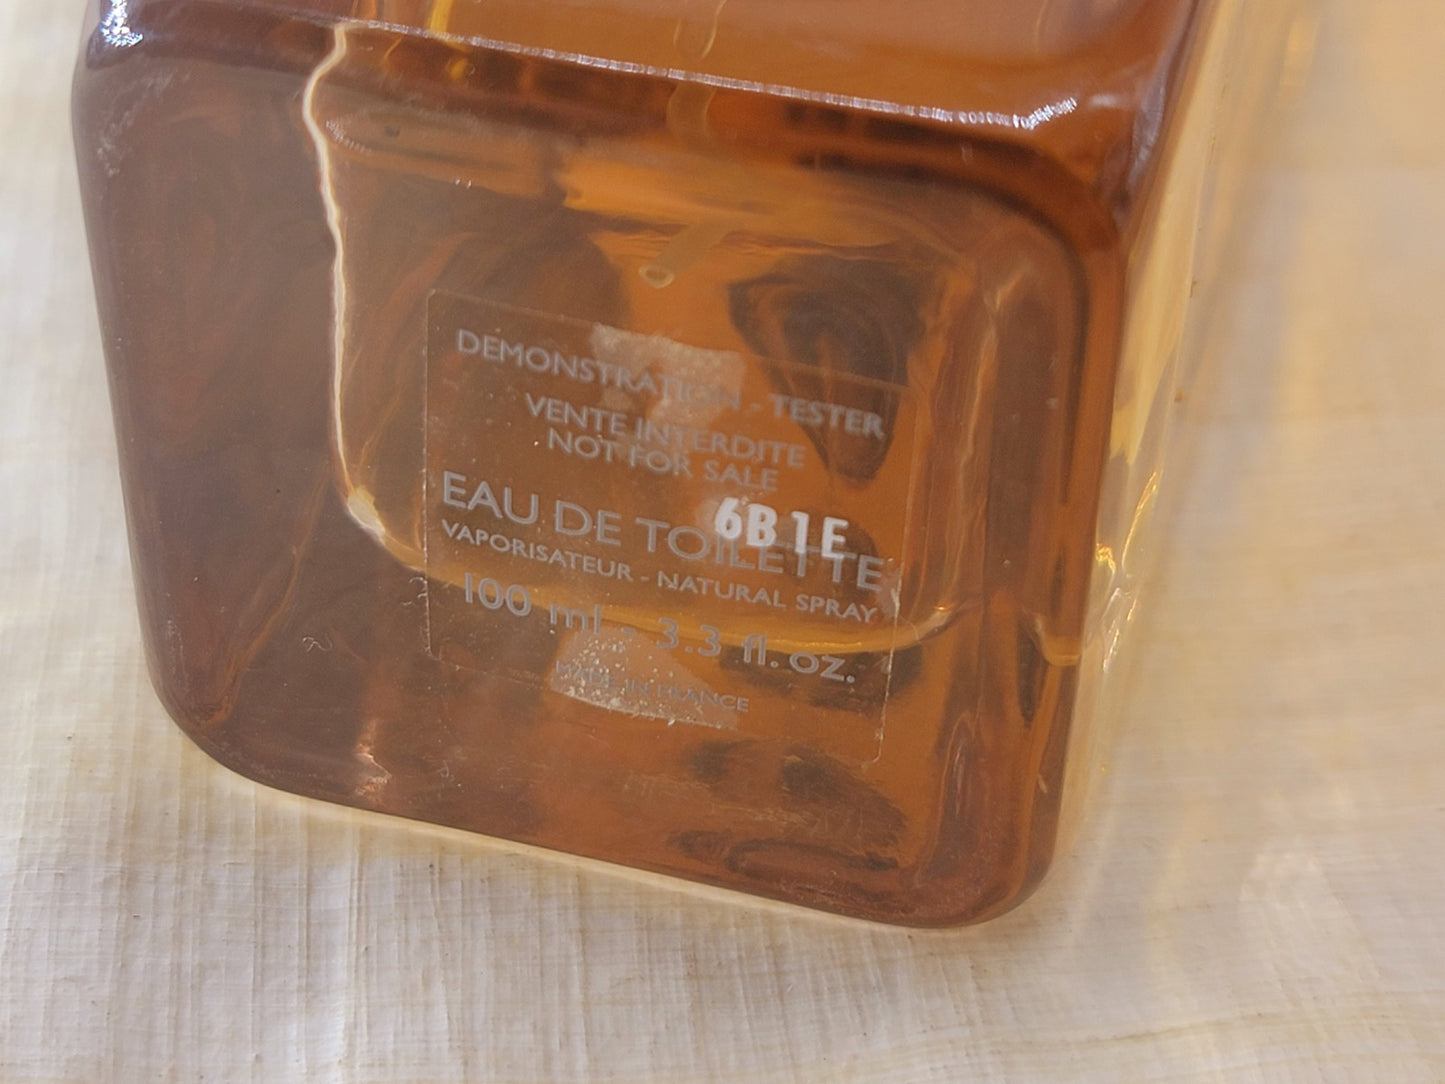 DEMONSTRATION - TESTER
VENTE INTERDITE
NOT FOR SALE
6B1E
EAU DE TOILETTE
VAPORISATEUR - NATURAL SPRAY
100 ml - 3.3 fl. oz.
MADE IN FRANCE